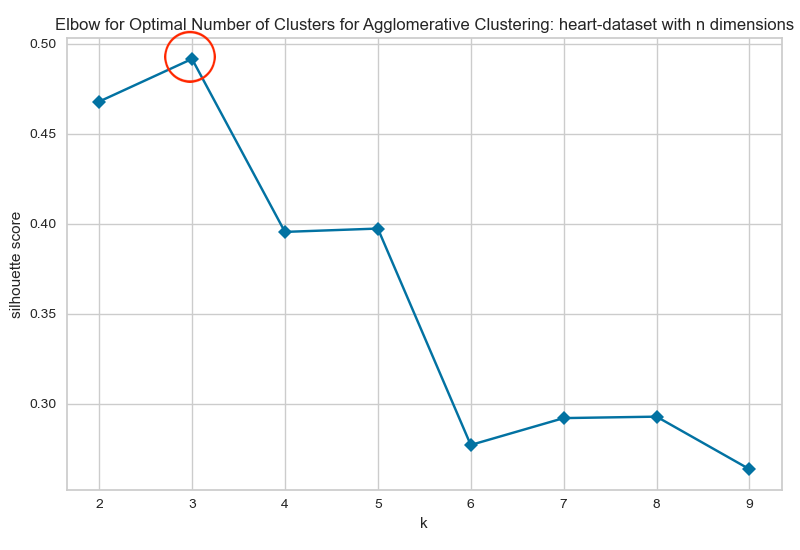 Elbow for Optimal Number of Clusters for Agglomerative Clustering: heart-dataset with n dimensions
0.50
0.45
0.40
0.35
0.30
silhouette score
2 3 4 5 6 7 8 9
k